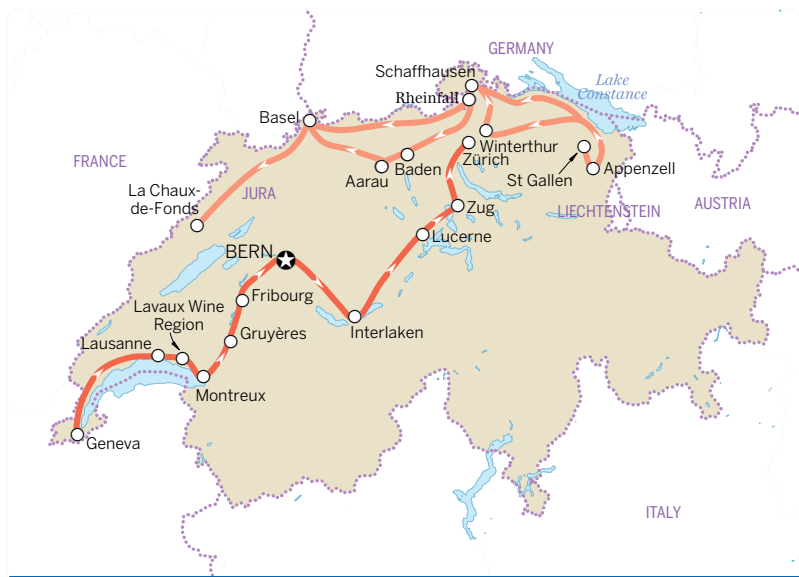 GERMANY
Schaffhausen
Lake
Constance
Rheinfall
Basel
Winterthur
Zürich
FRANCE
Baden
Aarau
St Gallen
Appenzell
La Chaux-
de-Fonds
JURA
Zug
LIECHTENSTEIN
AUSTRIA
Lucerne
BERN
Fribourg
Lavaux Wine
Region
Interlaken
Gruyères
Lausanne
Montreux
Geneva
ITALY